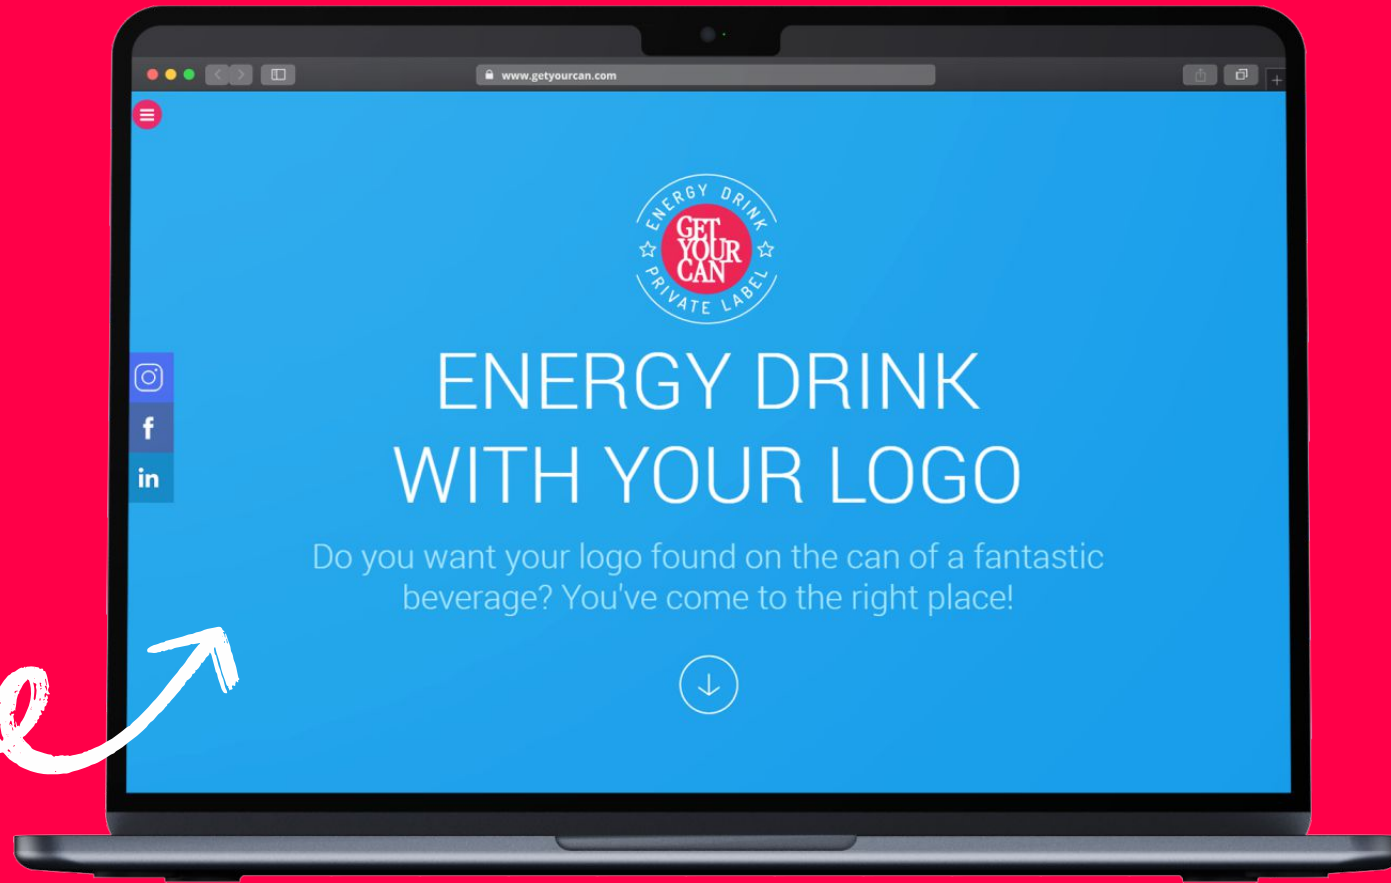 www.getyourcan.com
ENERGY DRINK
GET
YOUR
CAN
PRIVATE LABEL
f
in
ENERGY DRINK
WITH YOUR LOGO
Do you want your logo found on the can of a fantastic
beverage? You've come to the right place!